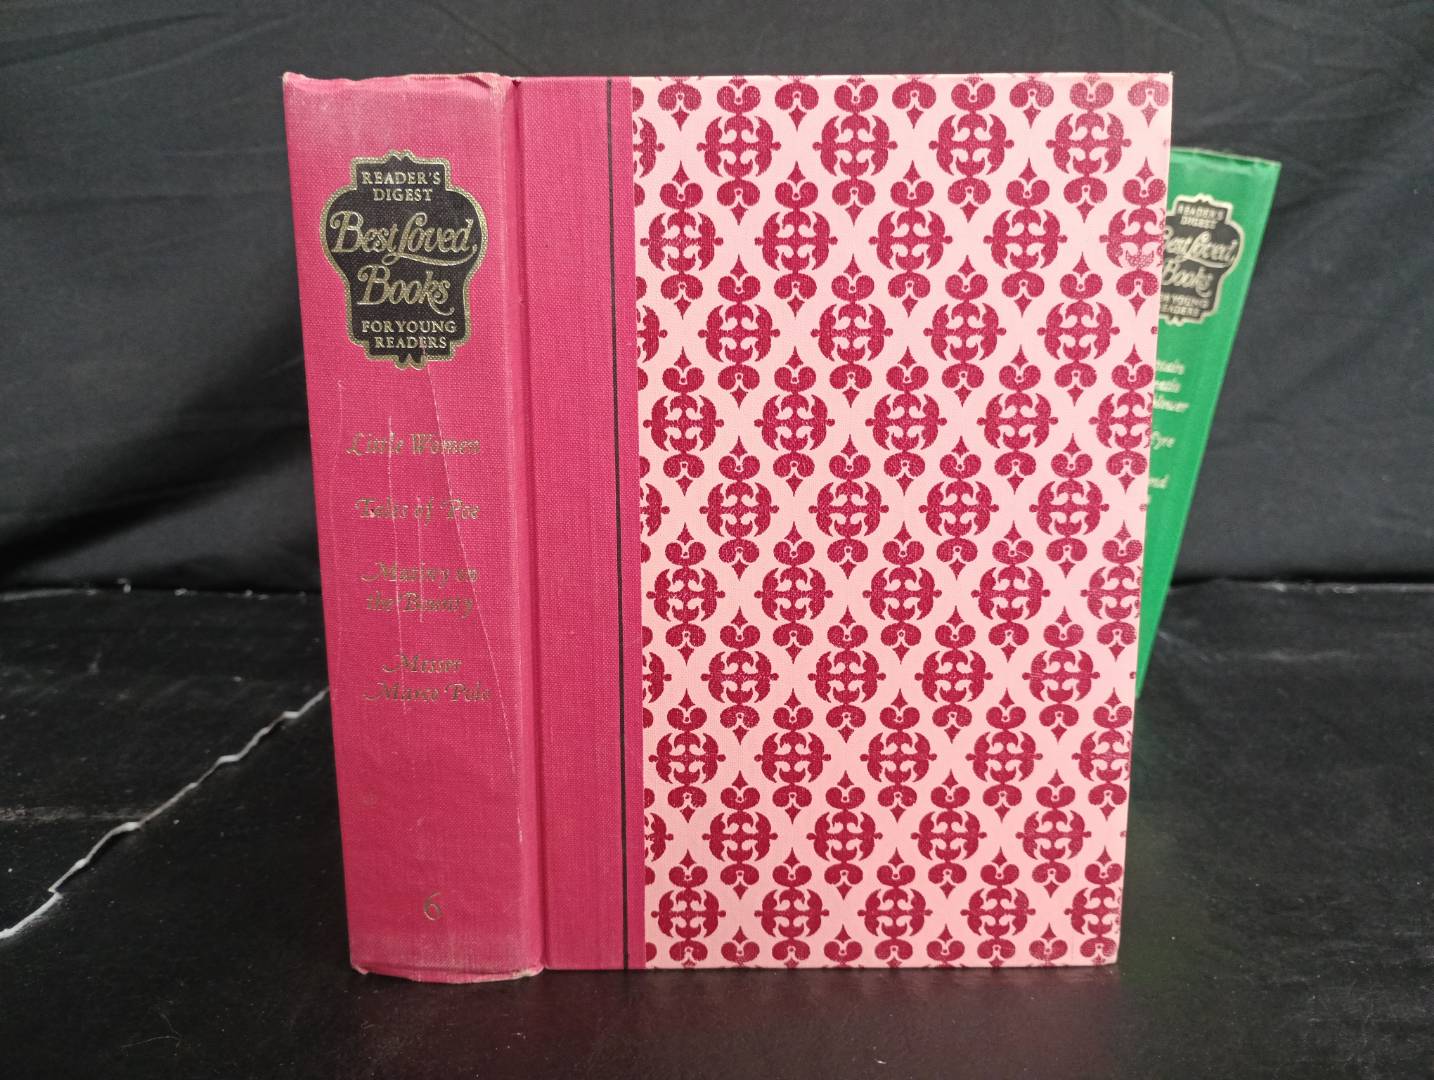 READER'S
DIGEST
Best Loved
Books
FOR YOUNG
READERS
Little Women
Tales of Poe
Mutiny on
the Bounty
Messer
Marco Polo
6
READER'S
DIGEST
Best Loved
Books
YOUNG
READERS